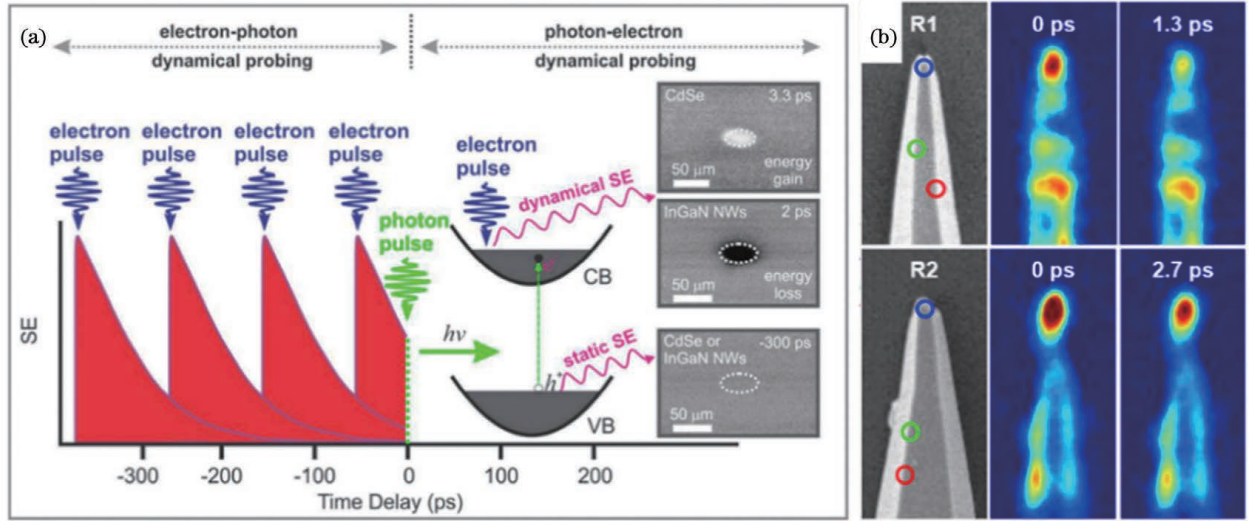 (a)
electron-photon
dynamical probing
photon-electron
dynamical probing
electron
pulse
electron
pulse
electron
pulse
electron
pulse
photon
pulse
electron
pulse
dynamical SE
CB
hν
static SE
h+
VB
SE
-300
-200
-100
0
100
200
Time Delay (ps)
CdSe
3.3 ps
50 μm
energy
gain
InGaN NWs
2 ps
50 μm
energy
loss
CdSe or
InGaN NWs
-300 ps
50 μm
(b)
R1
0 ps
1.3 ps
R2
0 ps
2.7 ps